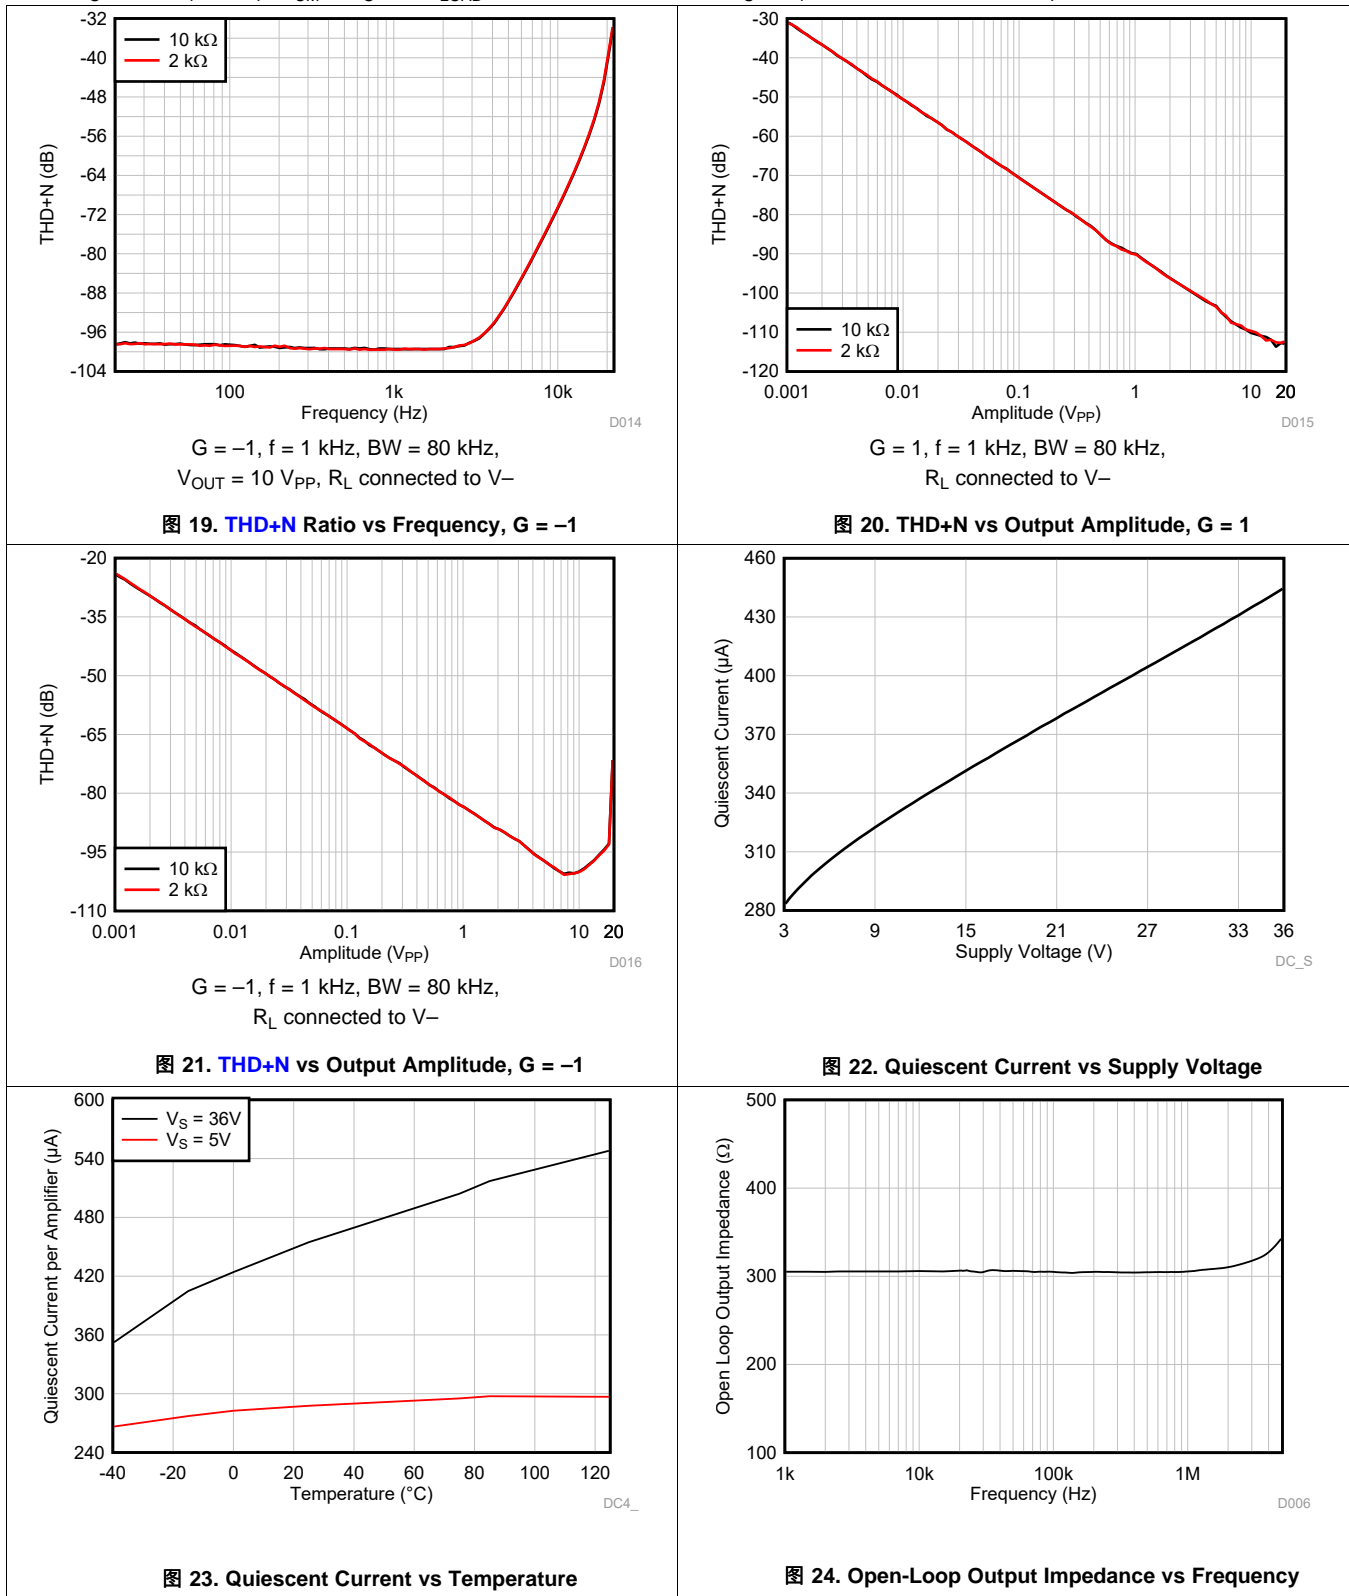 -32
-40
-48
-56
-64
-72
-80
-88
-96
-104
THD+N (dB)
10 kΩ
2 kΩ
100
1k
10k
Frequency (Hz)
D014
G = –1, f = 1 kHz, BW = 80 kHz,
VOUT = 10 VPP, RL connected to V–
图 19. THD+N Ratio vs Frequency, G = –1
-30
-40
-50
-60
-70
-80
-90
-100
-110
-120
THD+N (dB)
10 kΩ
2 kΩ
0.001
0.01
0.1
1
10
20
Amplitude (VPP)
D015
G = 1, f = 1 kHz, BW = 80 kHz,
RL connected to V–
图 20. THD+N vs Output Amplitude, G = 1
-20
-35
-50
-65
-80
-95
-110
THD+N (dB)
10 kΩ
2 kΩ
0.001
0.01
0.1
1
10
20
Amplitude (VPP)
D016
G = –1, f = 1 kHz, BW = 80 kHz,
RL connected to V–
图 21. THD+N vs Output Amplitude, G = –1
460
430
400
370
340
310
280
Quiescent Current (µA)
3
9
15
21
27
33
36
Supply Voltage (V)
DC_S
图 22. Quiescent Current vs Supply Voltage
600
540
480
420
360
300
240
Quiescent Current per Amplifier (µA)
VS = 36V
VS = 5V
-40
-20
0
20
40
60
80
100
120
Temperature (°C)
DC4_
图 23. Quiescent Current vs Temperature
500
400
300
200
100
Open Loop Output Impedance (Ω)
1k
10k
100k
1M
Frequency (Hz)
D006
图 24. Open-Loop Output Impedance vs Frequency